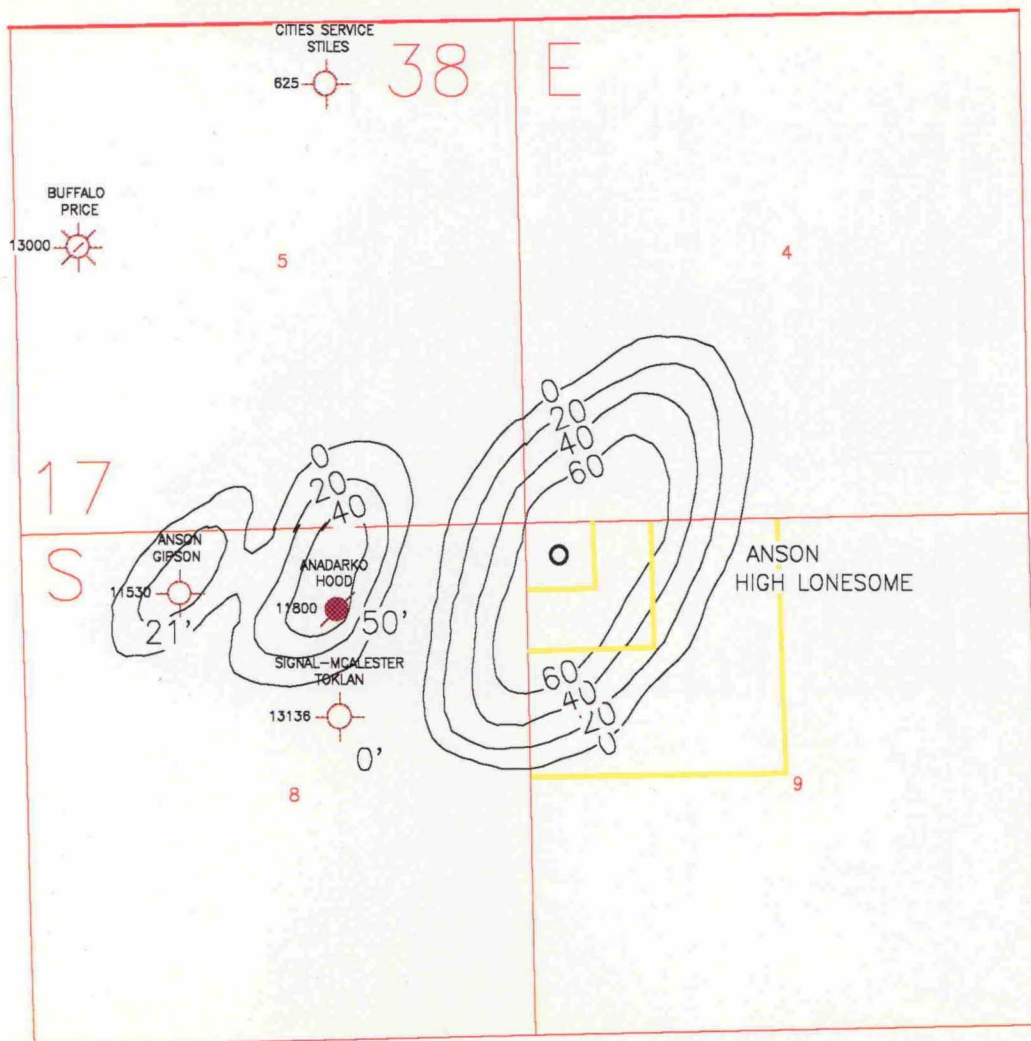 CITIES SERVICE
STILES
625
38 E
BUFFALO
PRICE
13000
5
4
0
20
40
60
0
20
40
17
S
ANSON
GIPSON
11530
21'
ANADARKO
HOOD
11800
50'
ANSON
HIGH LONESOME
SIGNAL-MCALESTER
TOKLAN
13136
0'
60
40
20
0
8
9